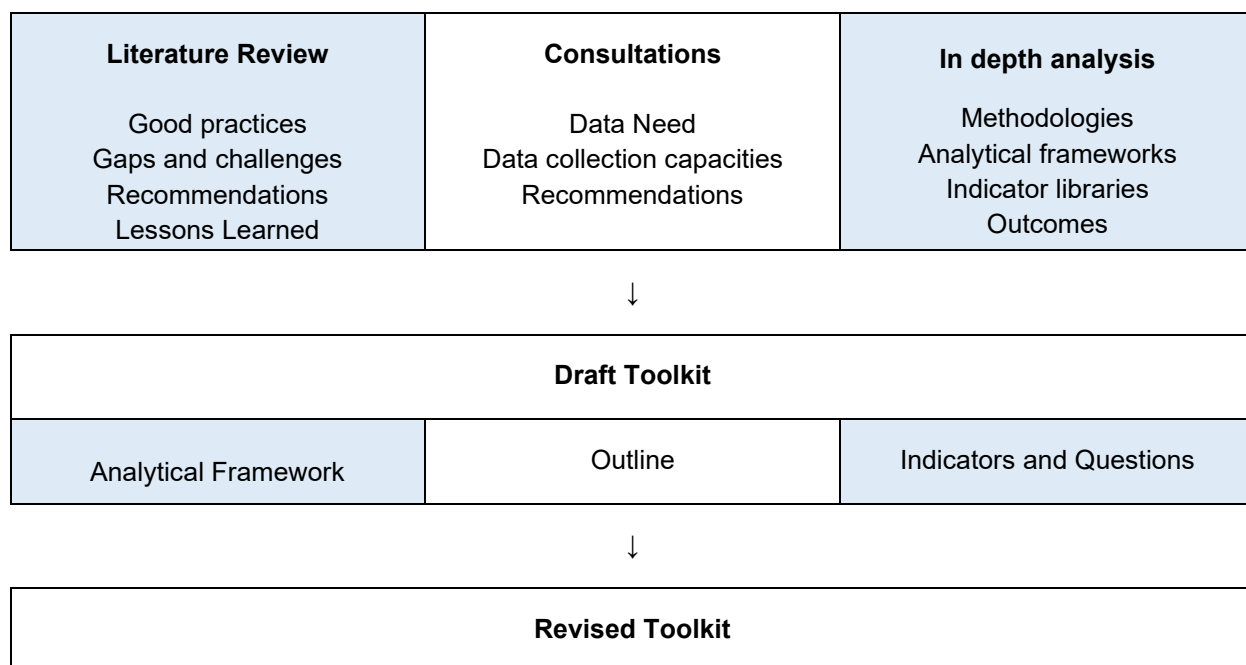 Literature Review
Good practices
Gaps and challenges
Recommendations
Lessons Learned
Consultations
Data Need
Data collection capacities
Recommendations
In depth analysis
Methodologies
Analytical frameworks
Indicator libraries
Outcomes
↓
Draft Toolkit
Analytical Framework
Outline
Indicators and Questions
↓
Revised Toolkit